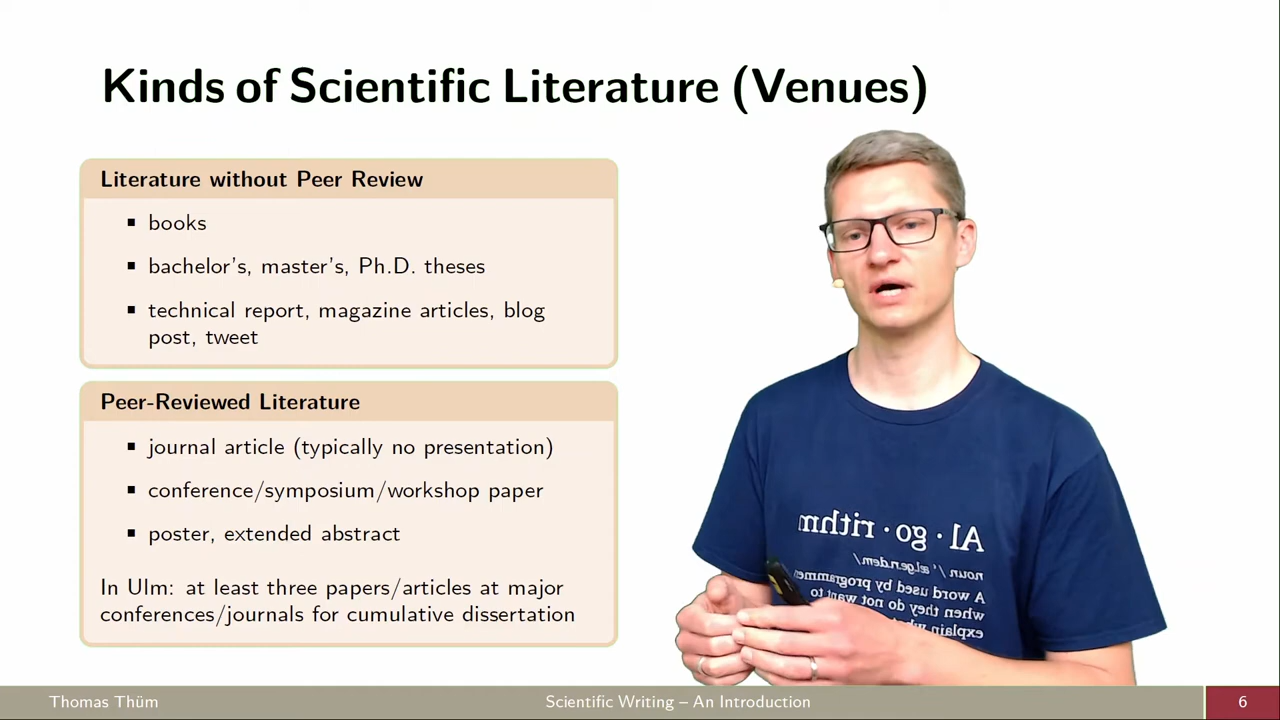 Kinds of Scientific Literature (Venues)
Literature without Peer Review
▪ books
▪ bachelor's, master's, Ph.D. theses
▪ technical report, magazine articles, blog
post, tweet
Peer-Reviewed Literature
▪ journal article (typically no presentation)
▪ conference/symposium/workshop paper
▪ poster, extended abstract
In Ulm: at least three papers/articles at major
conferences/journals for cumulative dissertation
Al·go·rithm
noun
A word used by programmers
when they do not want to
explain what
Thomas Thüm
Scientific Writing – An Introduction
6